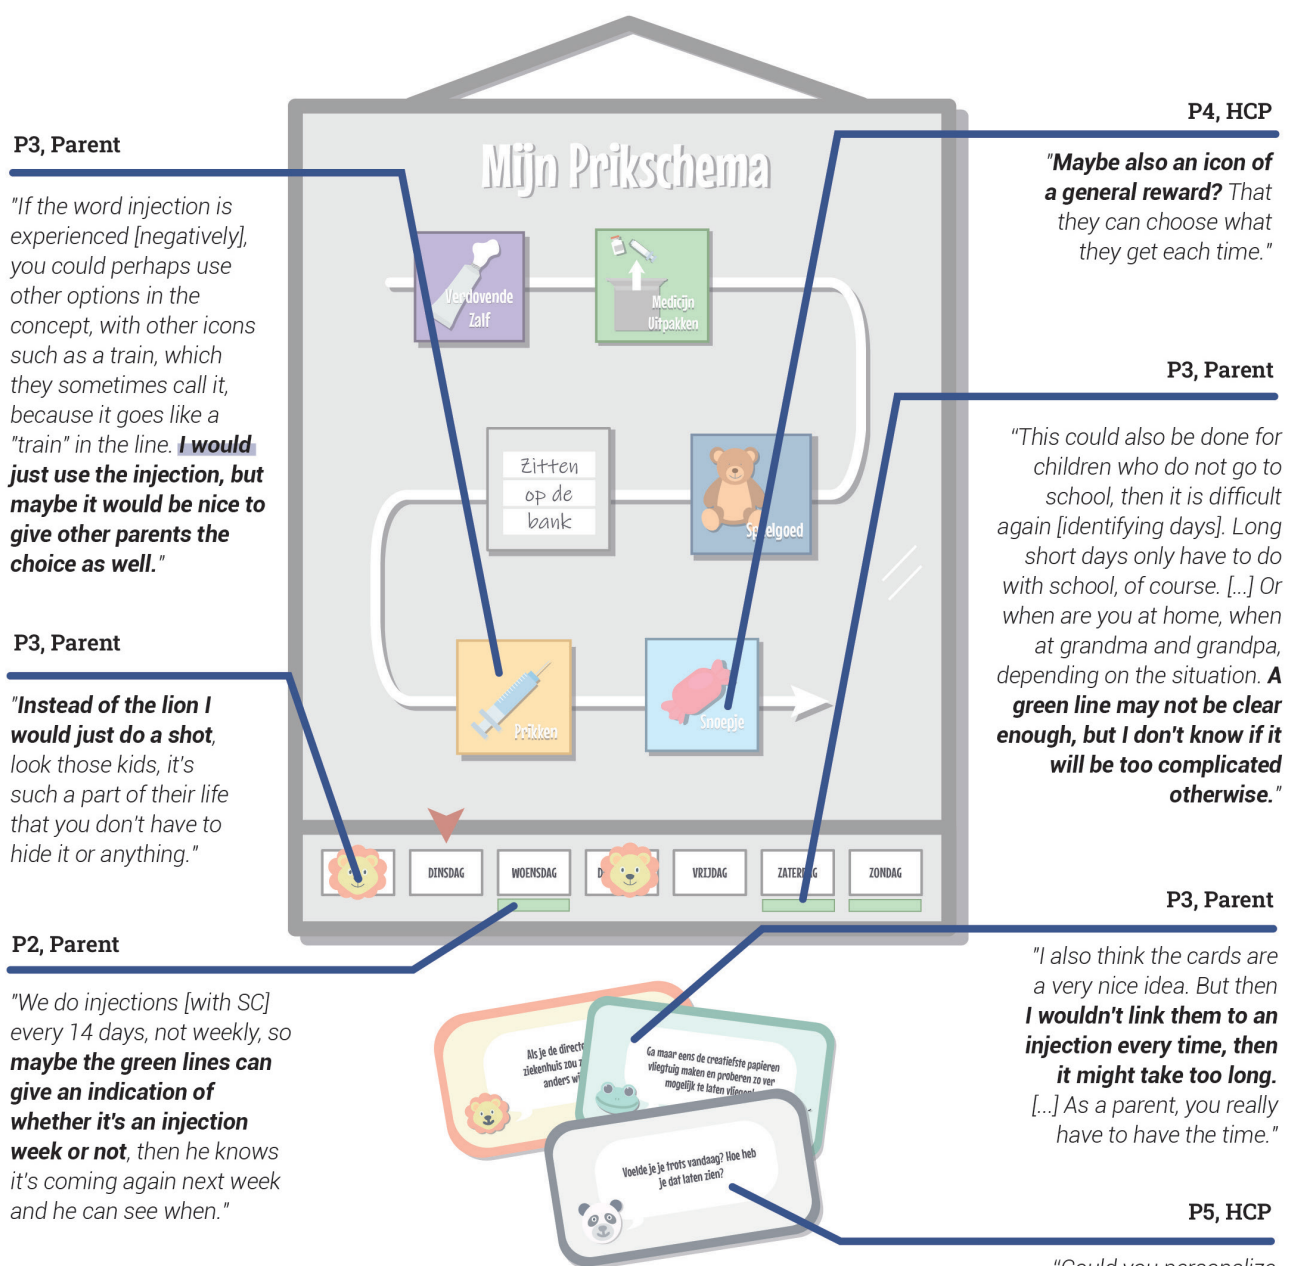 P3, Parent
"If the word injection is
experienced [negatively],
you could perhaps use
other options in the
concept, with other icons
such as a train, which
they sometimes call it,
because it goes like a
"train" in the line. I would
just use the injection, but
maybe it would be nice to
give other parents the
choice as well."
P3, Parent
"Instead of the lion I
would just do a shot,
look those kids, it's
such a part of their life
that you don't have to
hide it or anything."
P2, Parent
"We do injections [with SC]
every 14 days, not weekly, so
maybe the green lines can
give an indication of
whether it's an injection
week or not, then he knows
it's coming again next week
and he can see when."
Mijn Prikschema
Verdovende
Zalf
Medicijn
Uitpakken
Zitten
op de
bank
Speelgoed
Prikken
Snoepje
DINSDAG
WOENSDAG
D
VRIJDAG
ZATERDAG
ZONDAG
Als je de directe
ziekenhuis zou z
anders wi
Ga maar eens de creatiefste papieren
vliegtuig maken en proberen zo ver
mogelijk te laten vliegen!
Voelde je je trots vandaag? Hoe heb
je dat laten zien?
P4, HCP
"Maybe also an icon of
a general reward? That
they can choose what
they get each time."
P3, Parent
"This could also be done for
children who do not go to
school, then it is difficult
again [identifying days]. Long
short days only have to do
with school, of course. [...] Or
when are you at home, when
at grandma and grandpa,
depending on the situation. A
green line may not be clear
enough, but I don't know if it
will be too complicated
otherwise."
P3, Parent
"I also think the cards are
a very nice idea. But then
I wouldn't link them to an
injection every time, then
it might take too long.
[...] As a parent, you really
have to have the time."
P5, HCP
"Could you personalize